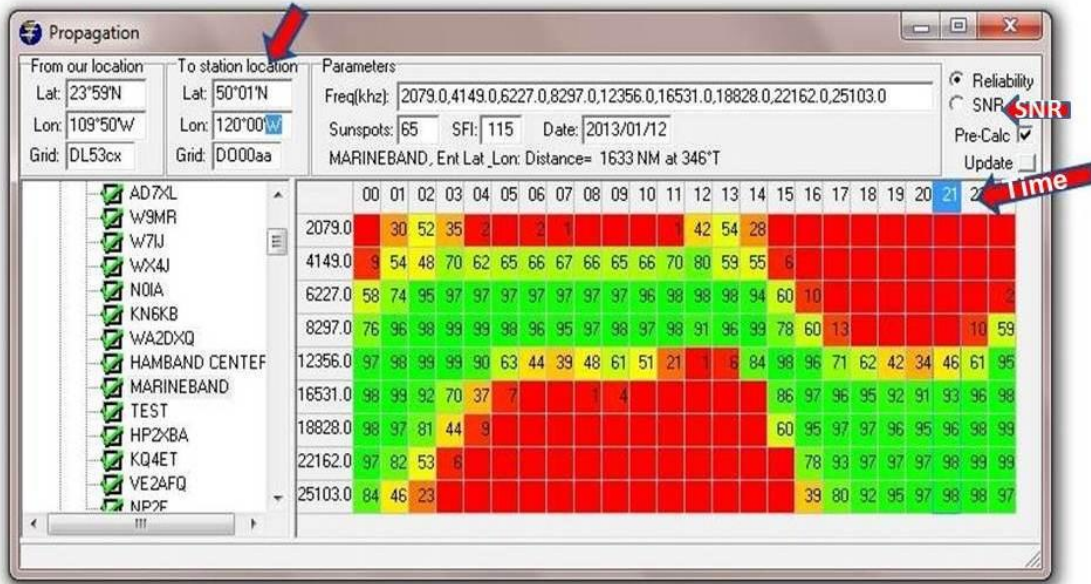 Propagation
From our location To station location Parameters
Lat: 23°59'N Lat: 50°01'N Freq(khz): 2079.0,4149.0,6227.0,8297.0,12356.0,16531.0,18828.0,22162.0,25103.0 Reliability
Lon: 109°50'W Lon: 120°00'W Sunspots: 65 SFI: 115 Date: 2013/01/12 SNR SNR
Grid: DL53cx Grid: DO00aa MARINEBAND, Ent Lat_Lon: Distance= 1633 NM at 346°T Pre-Calc
Update
Time
AD7XL
W9MR
W7IJ
WX4J
N0IA
KN6KB
WA2DXQ
HAMBAND CENTEF
MARINEBAND
TEST
HP2XBA
KQ4ET
VE2AFQ
NP2F
00 01 02 03 04 05 06 07 08 09 10 11 12 13 14 15 16 17 18 19 20 21
2079.0 30 52 35 2 2 1 1 42 54 28
4149.0 9 54 48 70 62 65 66 67 66 65 66 70 80 59 55 6
6227.0 58 74 95 97 97 97 97 97 97 96 98 98 98 94 60 10 2
8297.0 76 96 98 99 99 98 96 95 97 98 97 98 91 96 99 78 60 13 10 59
12356.0 97 98 99 99 90 63 44 39 48 61 51 21 1 6 84 98 96 71 62 42 34 46 61 95
16531.0 98 99 92 70 37 7 1 4 86 97 96 95 92 91 93 96 98
18828.0 98 97 81 44 9 60 95 97 97 96 95 96 98 99
22162.0 97 82 53 6 78 93 97 97 97 98 99 99
25103.0 84 46 23 39 80 92 95 97 98 98 97